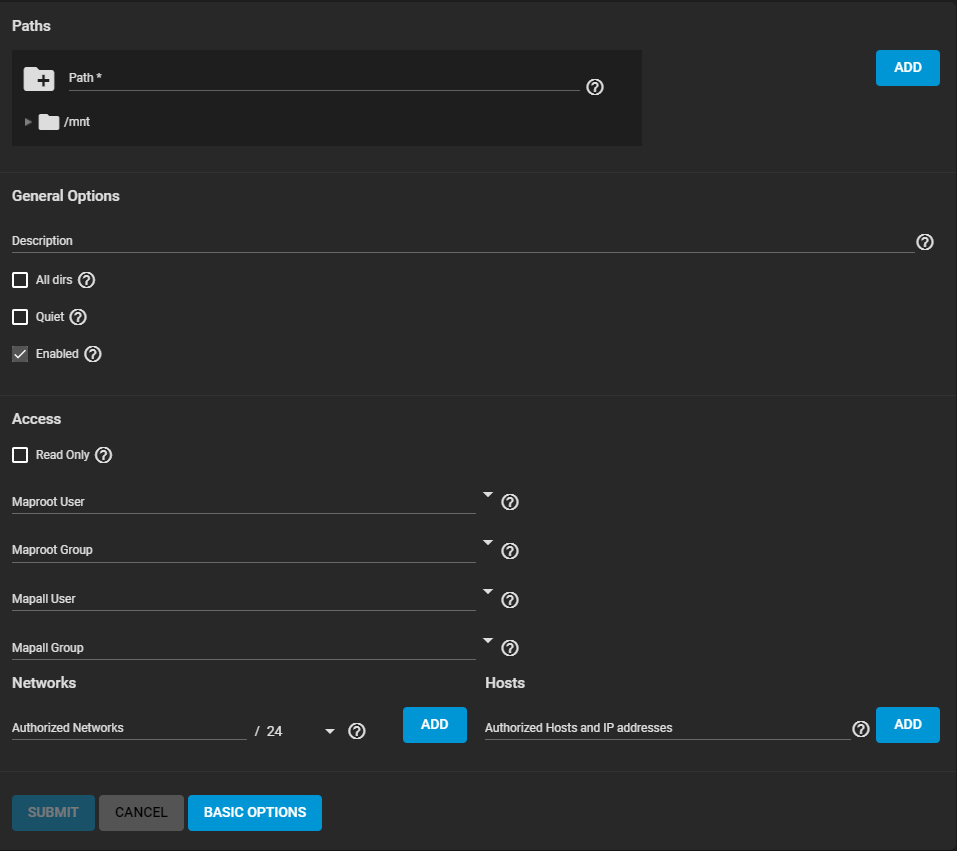 Paths
Path *
ADD
/mnt
General Options
Description
All dirs
Quiet
Enabled
Access
Read Only
Maproot User
Maproot Group
Mapall User
Mapall Group
Networks
Hosts
Authorized Networks / 24 ADD
Authorized Hosts and IP addresses ADD
SUBMIT CANCEL BASIC OPTIONS